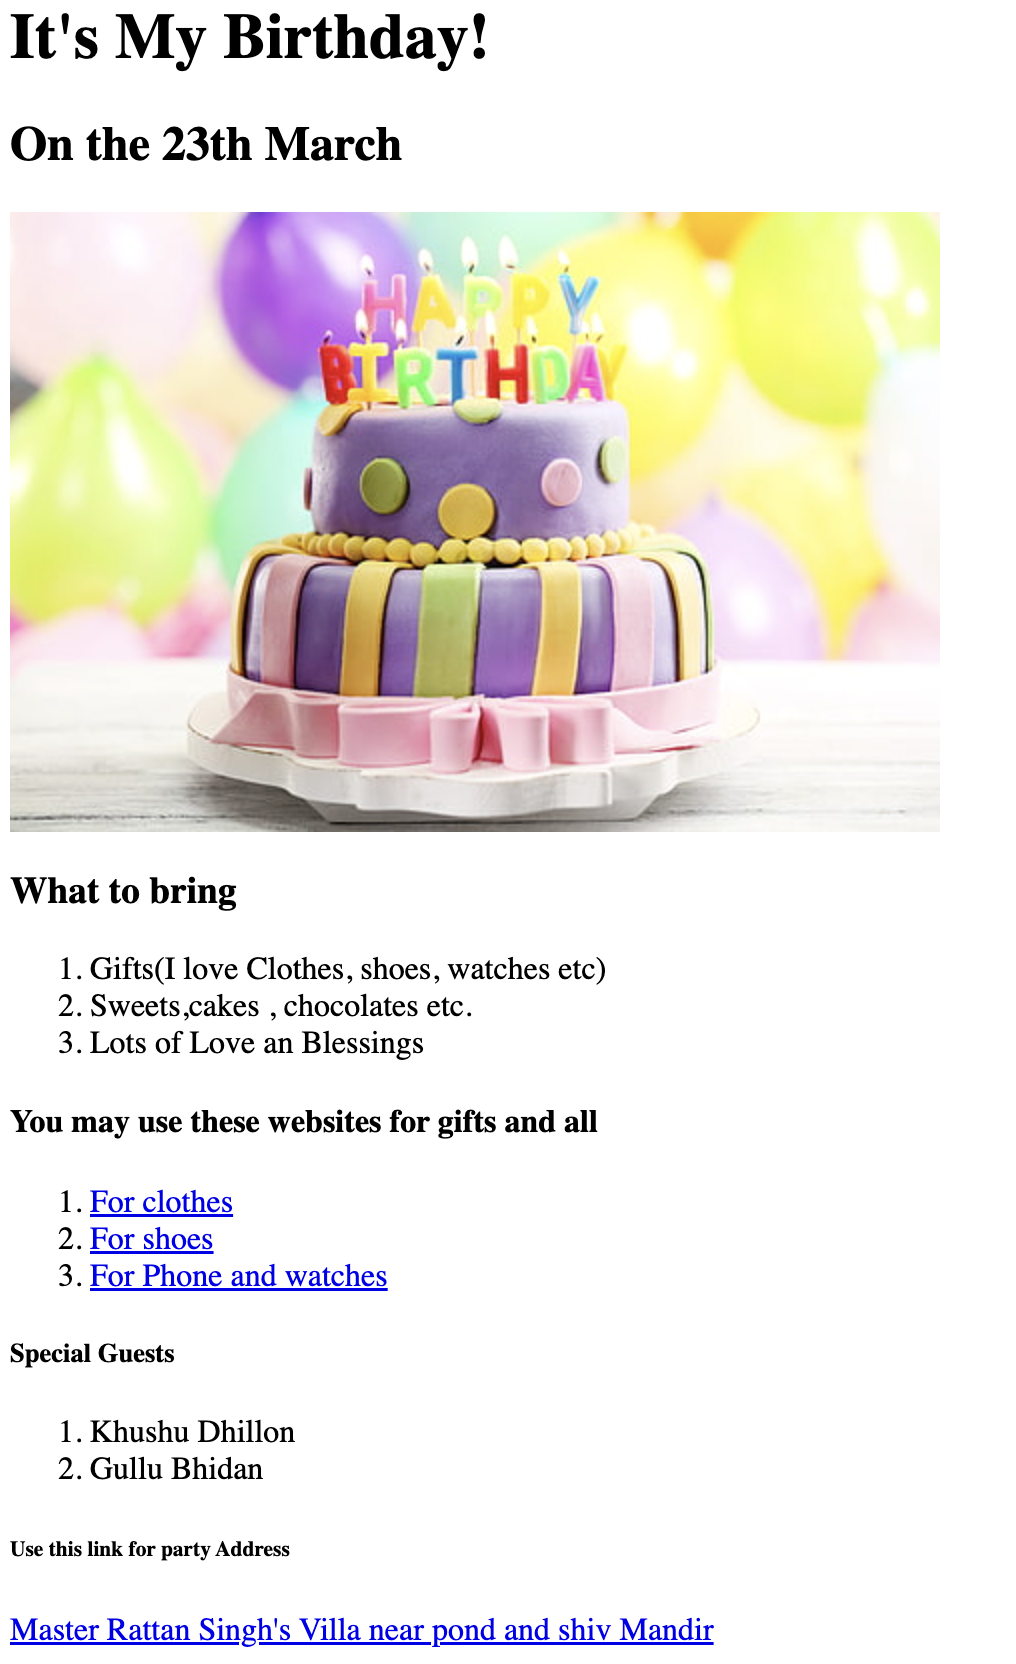 It's My Birthday!
On the 23th March
HAPPY
BIRTHDAY
What to bring
1. Gifts(I love Clothes, shoes, watches etc)
2. Sweets,cakes , chocolates etc.
3. Lots of Love an Blessings
You may use these websites for gifts and all
1. For clothes
2. For shoes
3. For Phone and watches
Special Guests
1. Khushu Dhillon
2. Gullu Bhidan
Use this link for party Address
Master Rattan Singh's Villa near pond and shiv Mandir